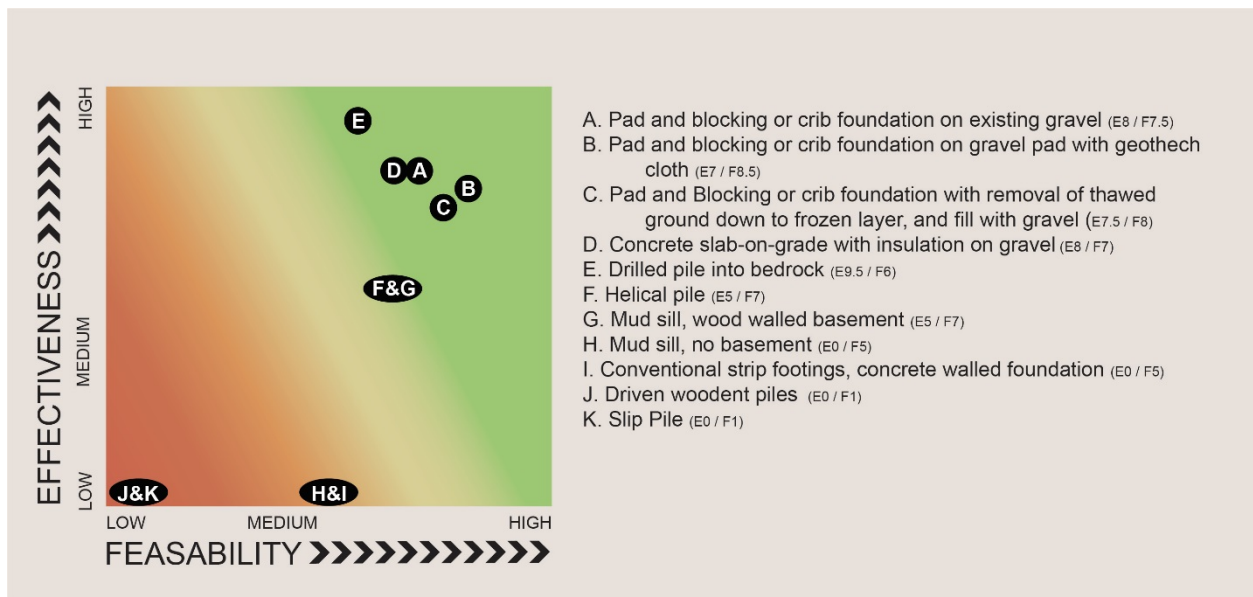 EFFECTIVENESS
HIGH
MEDIUM
LOW
E
D
A
B
C
F&G
J&K
H&I
LOW
MEDIUM
HIGH
FEASABILITY
A. Pad and blocking or crib foundation on existing gravel (E8 / F7.5)
B. Pad and blocking or crib foundation on gravel pad with geothech
cloth (E7 / F8.5)
C. Pad and Blocking or crib foundation with removal of thawed
ground down to frozen layer, and fill with gravel (E7.5 / F8)
D. Concrete slab-on-grade with insulation on gravel (E8 / F7)
E. Drilled pile into bedrock (E9.5 / F6)
F. Helical pile (E5 / F7)
G. Mud sill, wood walled basement (E5 / F7)
H. Mud sill, no basement (E0 / F5)
I. Conventional strip footings, concrete walled foundation (E0 / F5)
J. Driven woodent piles (E0 / F1)
K. Slip Pile (E0 / F1)